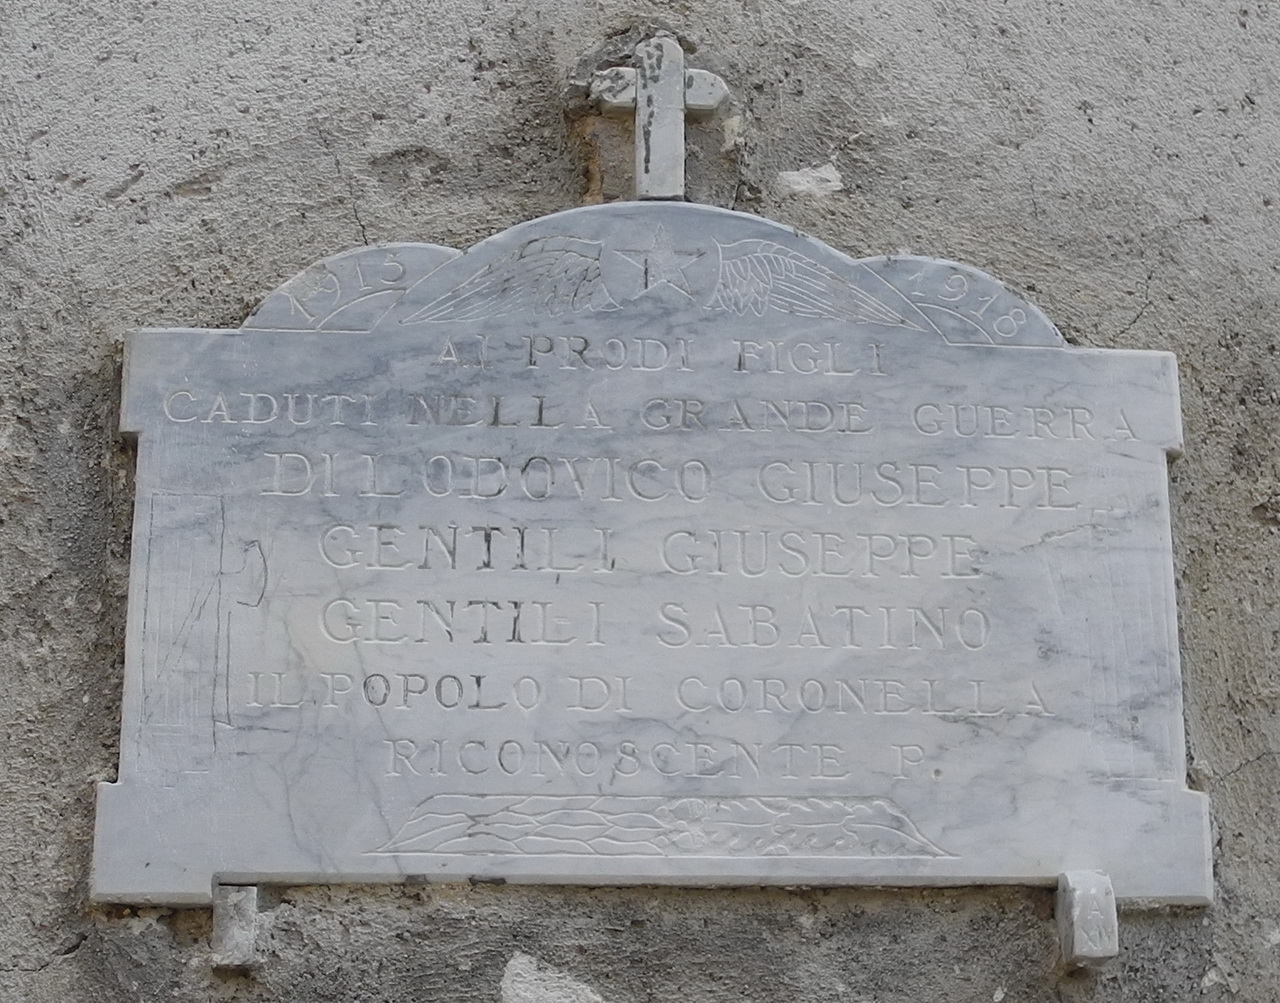 1915 1918
AI PRODI FIGLI
CADUTI NELLA GRANDE GUERRA
DI LODOVICO GIUSEPPE
GENTILI GIUSEPPE
GENTILI SABATINO
IL POPOLO DI CORONELLA
RICONOSCENTE P.
A
XIV